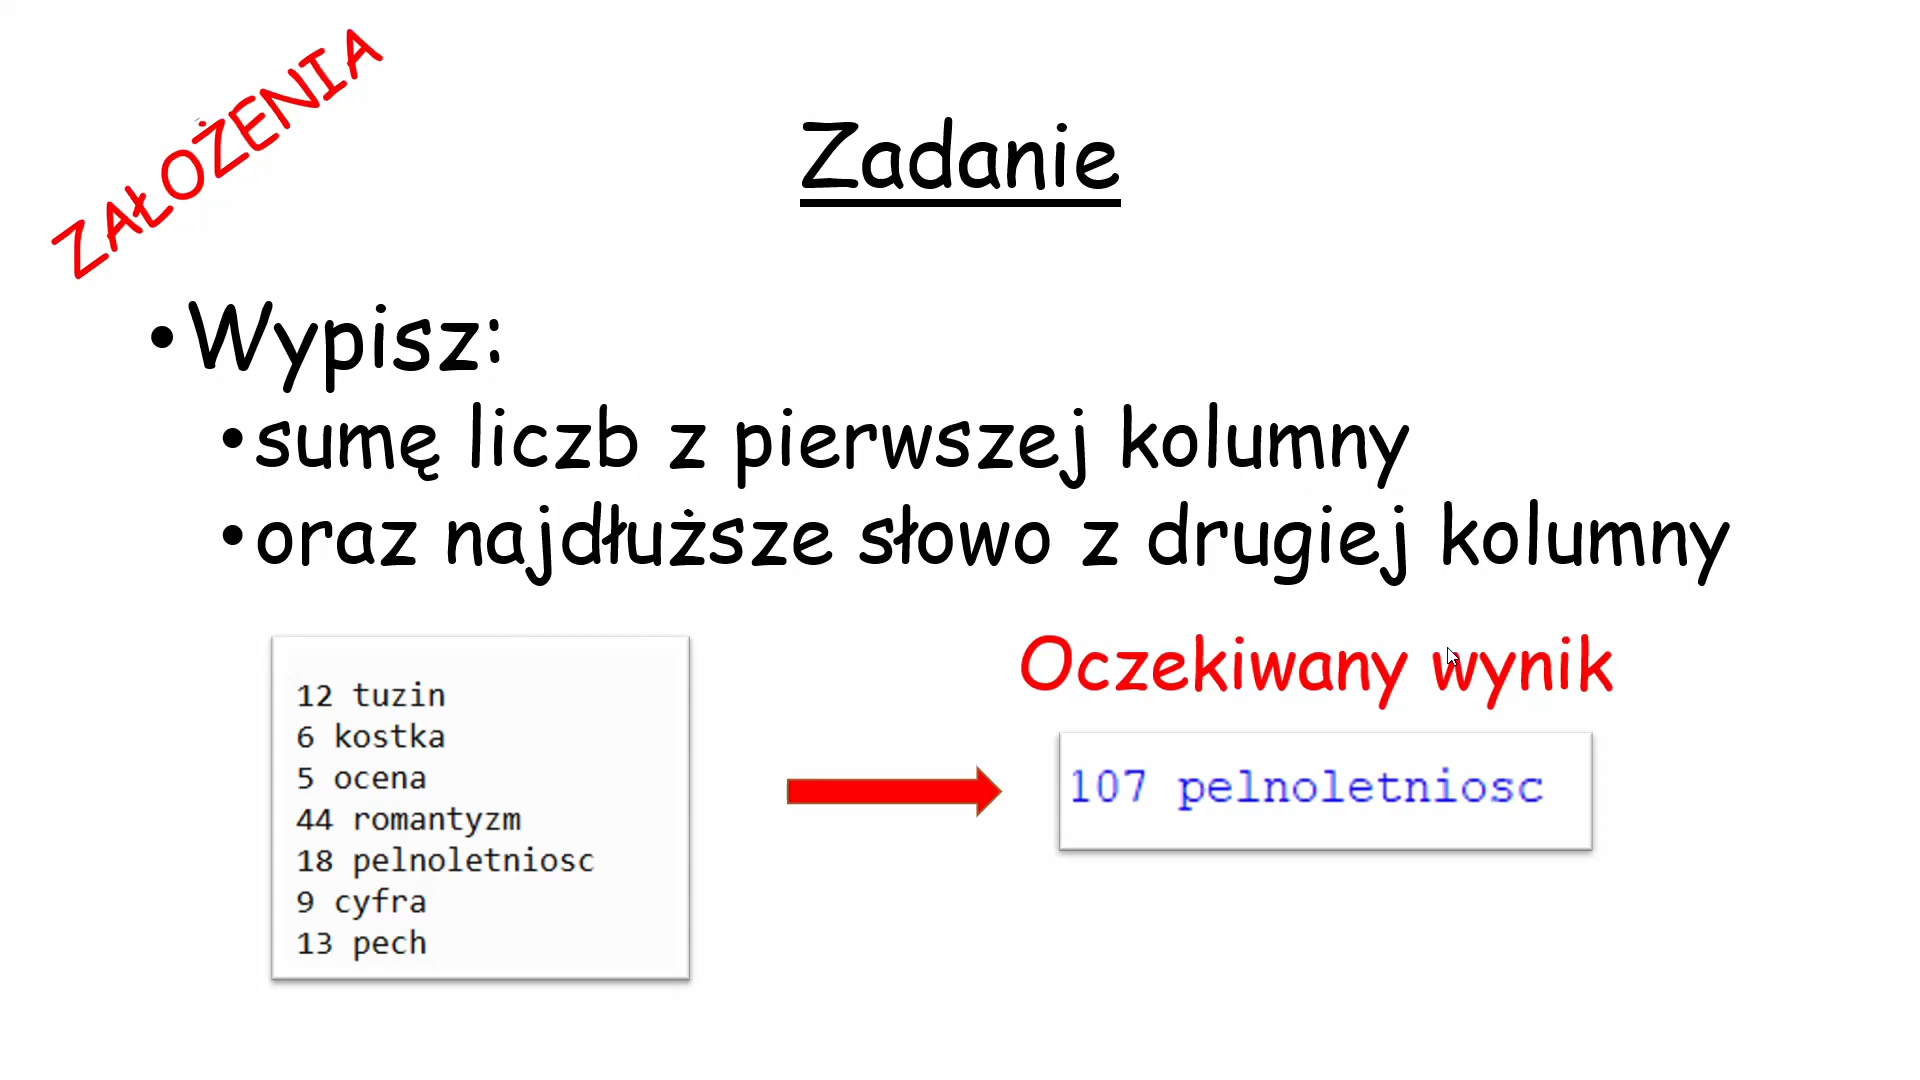 ZAŁOŻENIA
Zadanie
•Wypisz:
•sumę liczb z pierwszej kolumny
•oraz najdłuższe słowo z drugiej kolumny
12 tuzin
6 kostka
5 ocena
44 romantyzm
18 pelnoletniosc
9 cyfra
13 pech
Oczekiwany wynik
107 pelnoletniosc